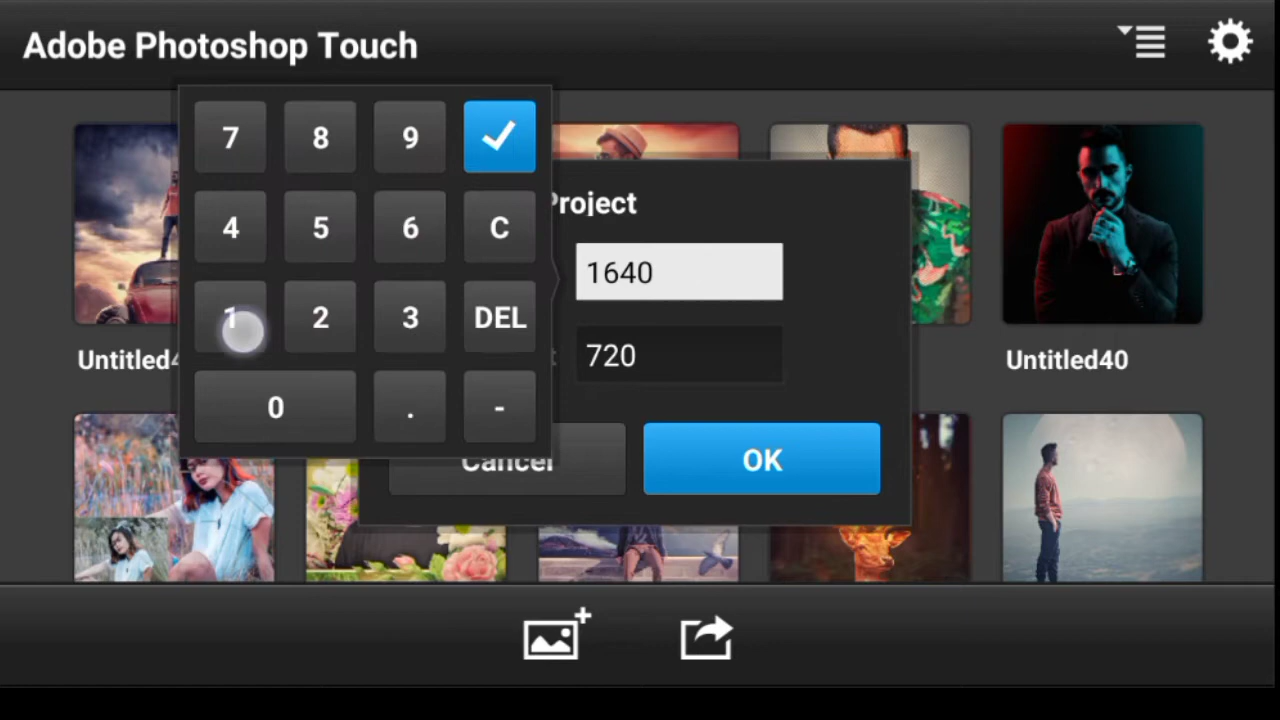 Adobe Photoshop Touch
7 8 9
4 5 6 C
1 2 3 DEL
0 . -
Project
1640
720
Cancel
OK
Untitled4
Untitled40